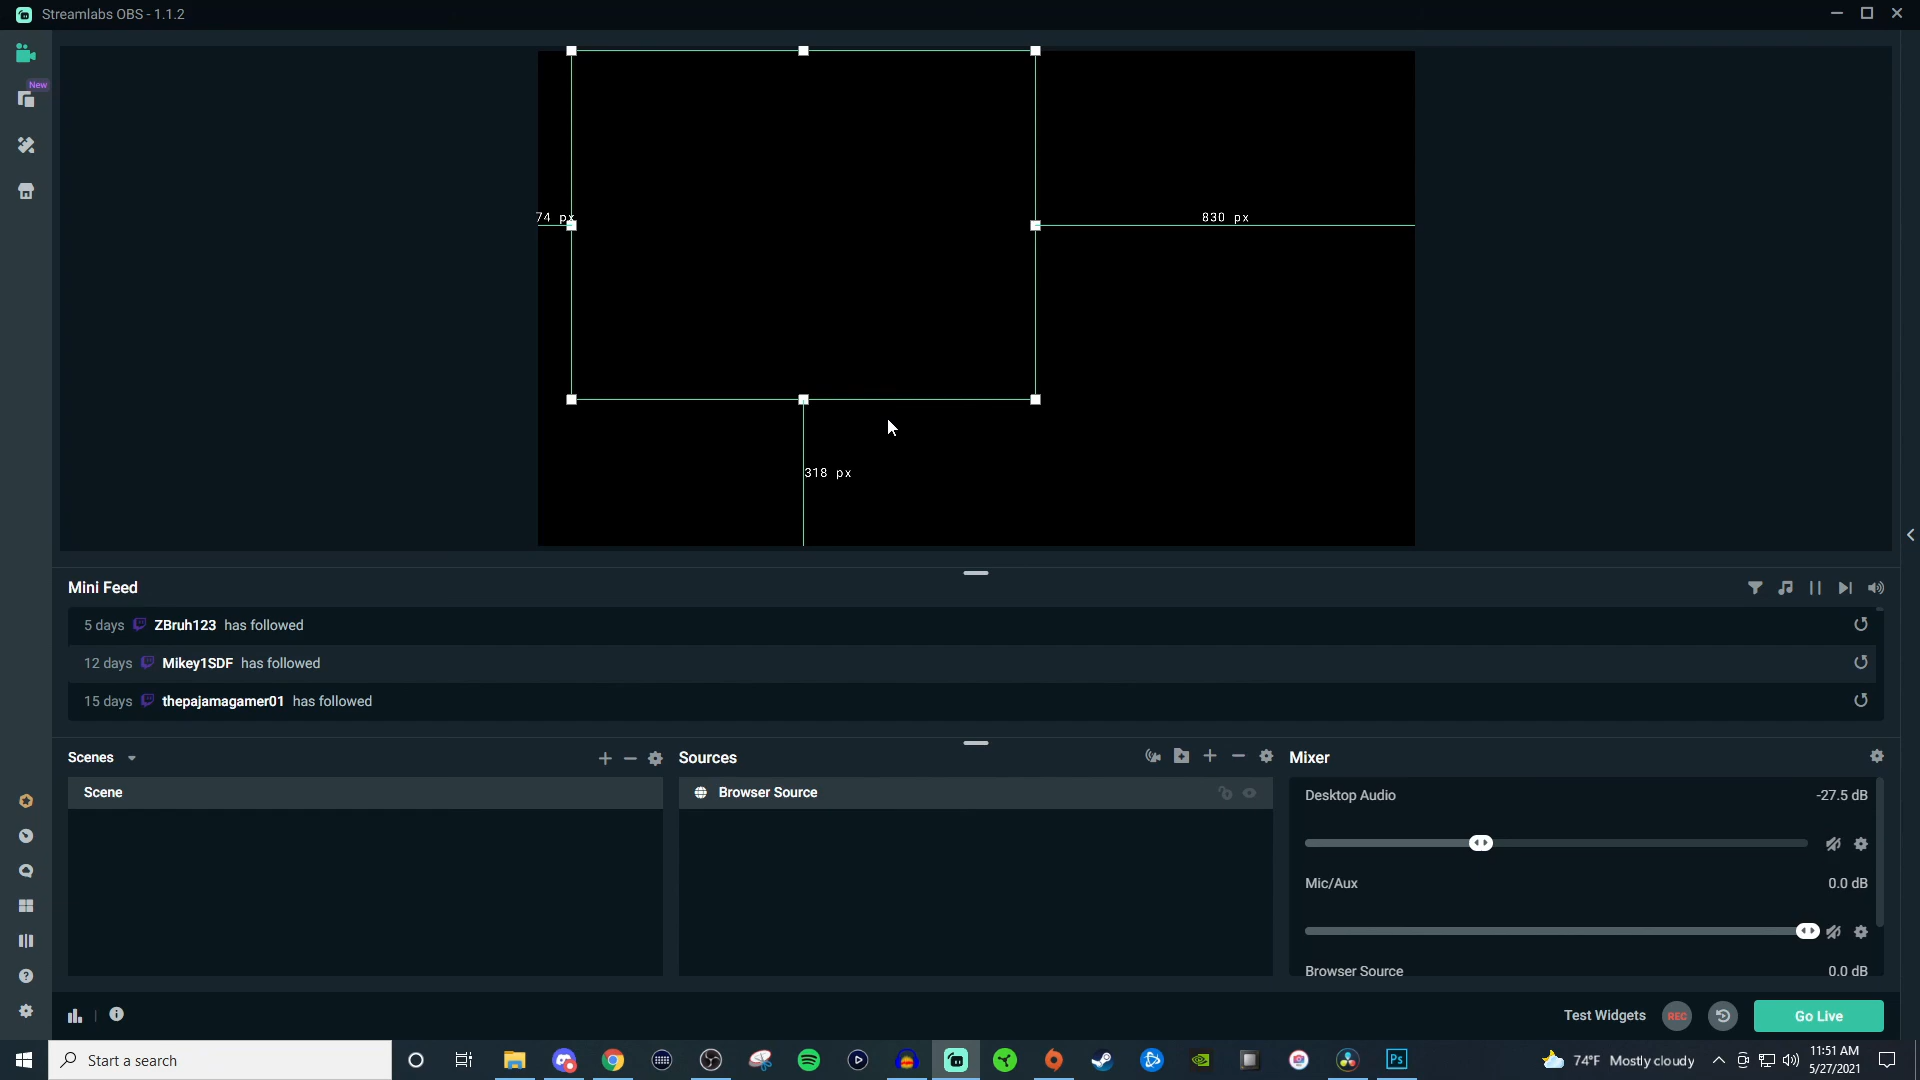 Streamlabs OBS - 1.1.2
New
74 px
830 px
318 px
Mini Feed
5 days ZBruh123 has followed
12 days Mikey1SDF has followed
15 days thepajamagamer01 has followed
Scenes
Sources
Mixer
Scene
Browser Source
Desktop Audio -27.5 dB
Mic/Aux 0.0 dB
Browser Source 0.0 dB
Test Widgets REC Go Live
Start a search
Ps
74°F Mostly cloudy
11:51 AM
5/27/2021